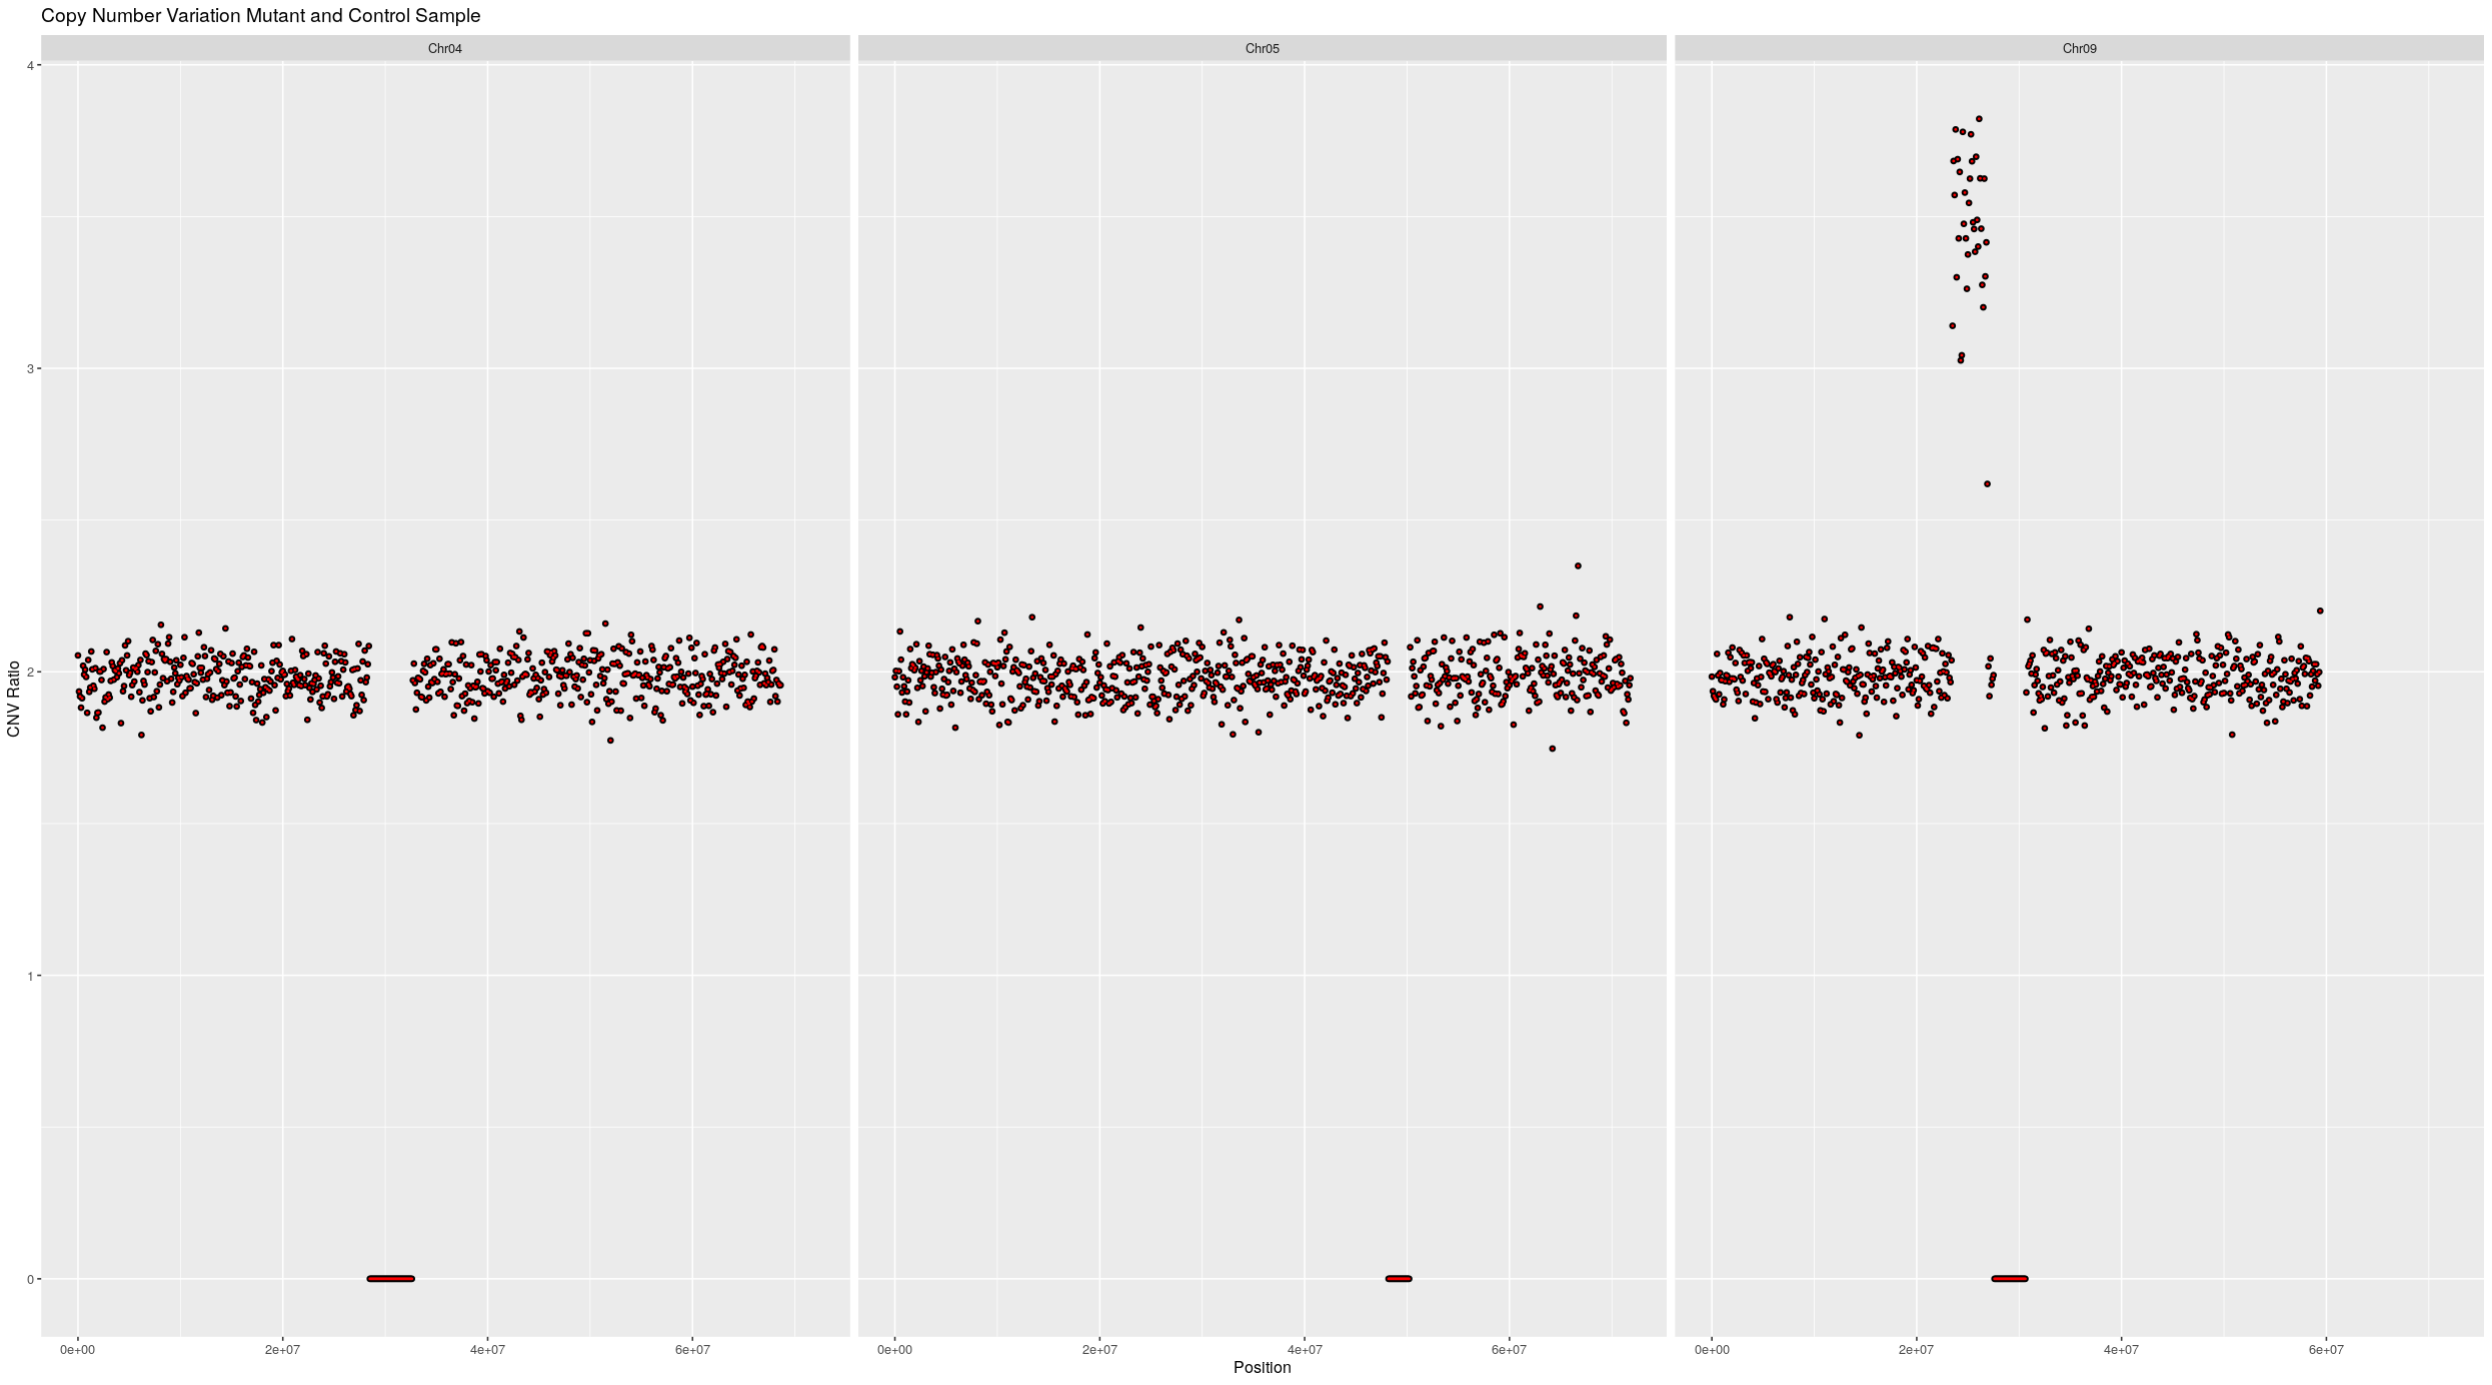 Copy Number Variation Mutant and Control Sample
Chr04 Chr05 Chr09
CNV Ratio
4
3
2
1
0
0e+00 2e+07 4e+07 6e+07 0e+00 2e+07 4e+07 6e+07 0e+00 2e+07 4e+07 6e+07
Position